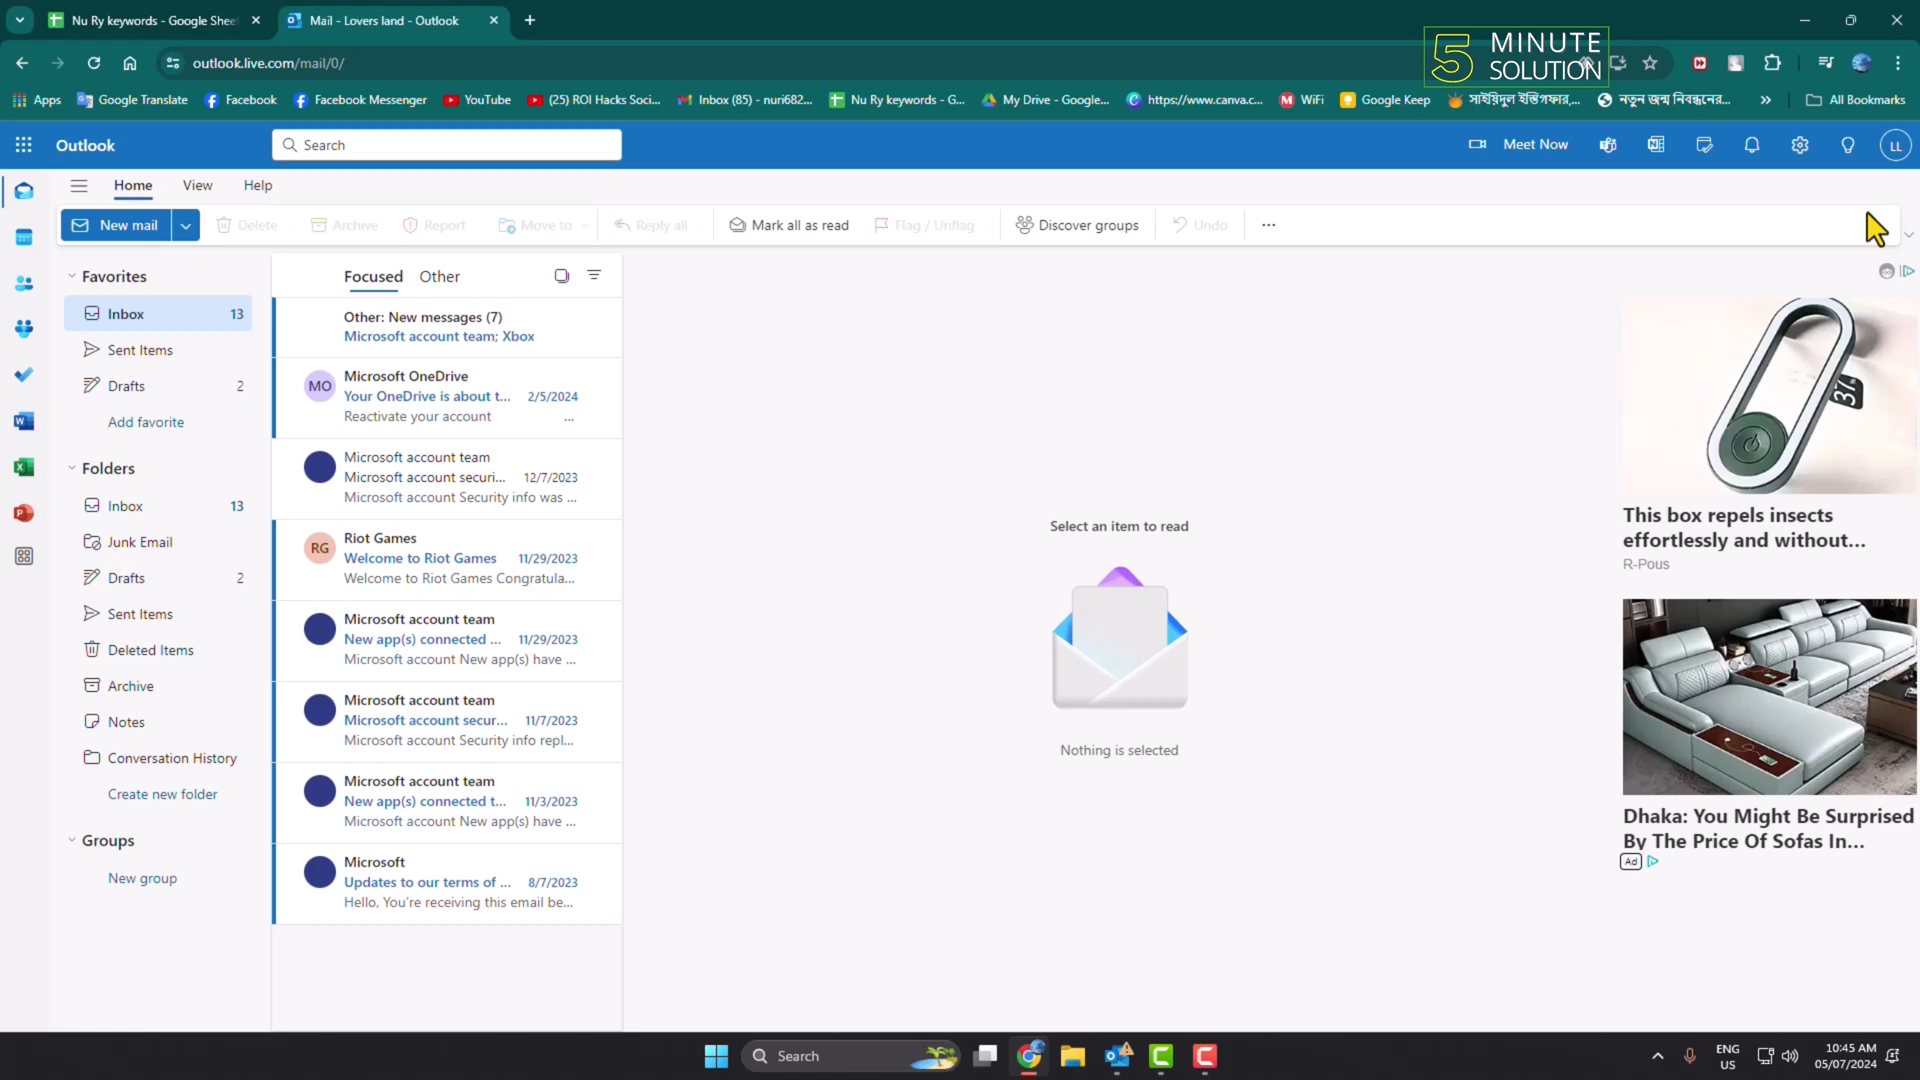 Nu Ry keywords - Google Shee
Mail - Lovers land - Outlook
5 MINUTE SOLUTION
outlook.live.com/mail/0/
Apps
Google Translate
Facebook
Facebook Messenger
YouTube
(25) ROI Hacks Soci...
Inbox (85) - nuri682...
Nu Ry keywords - G...
My Drive - Google...
https://www.canva.c...
WiFi
Google Keep
সাইয়িদুল ইস্তিগফার,...
নতুন জন্ম নিবন্ধনের...
»
All Bookmarks
Outlook
Search
Meet Now
LL
Home
View
Help
New mail
Delete
Archive
Report
Move to
Reply all
Mark all as read
Flag / Unflag
Discover groups
Undo
...
Favorites
Inbox 13
Sent Items
Drafts 2
Add favorite
Folders
Inbox 13
Junk Email
Drafts 2
Sent Items
Deleted Items
Archive
Notes
Conversation History
Create new folder
Groups
New group
Focused
Other
Other: New messages (7)
Microsoft account team; Xbox
MO
Microsoft OneDrive
Your OneDrive is about t... 2/5/2024
Reactivate your account ...
Microsoft account team
Microsoft account securi... 12/7/2023
Microsoft account Security info was ...
RG
Riot Games
Welcome to Riot Games 11/29/2023
Welcome to Riot Games Congratula...
Microsoft account team
New app(s) connected ... 11/29/2023
Microsoft account New app(s) have ...
Microsoft account team
Microsoft account secur... 11/7/2023
Microsoft account Security info repl...
Microsoft account team
New app(s) connected t... 11/3/2023
Microsoft account New app(s) have ...
Microsoft
Updates to our terms of ... 8/7/2023
Hello, You're receiving this email be...
Select an item to read
Nothing is selected
37°
This box repels insects
effortlessly and without...
R-Pous
Dhaka: You Might Be Surprised
By The Price Of Sofas In...
Ad
Search
ENG
US
10:45 AM
05/07/2024